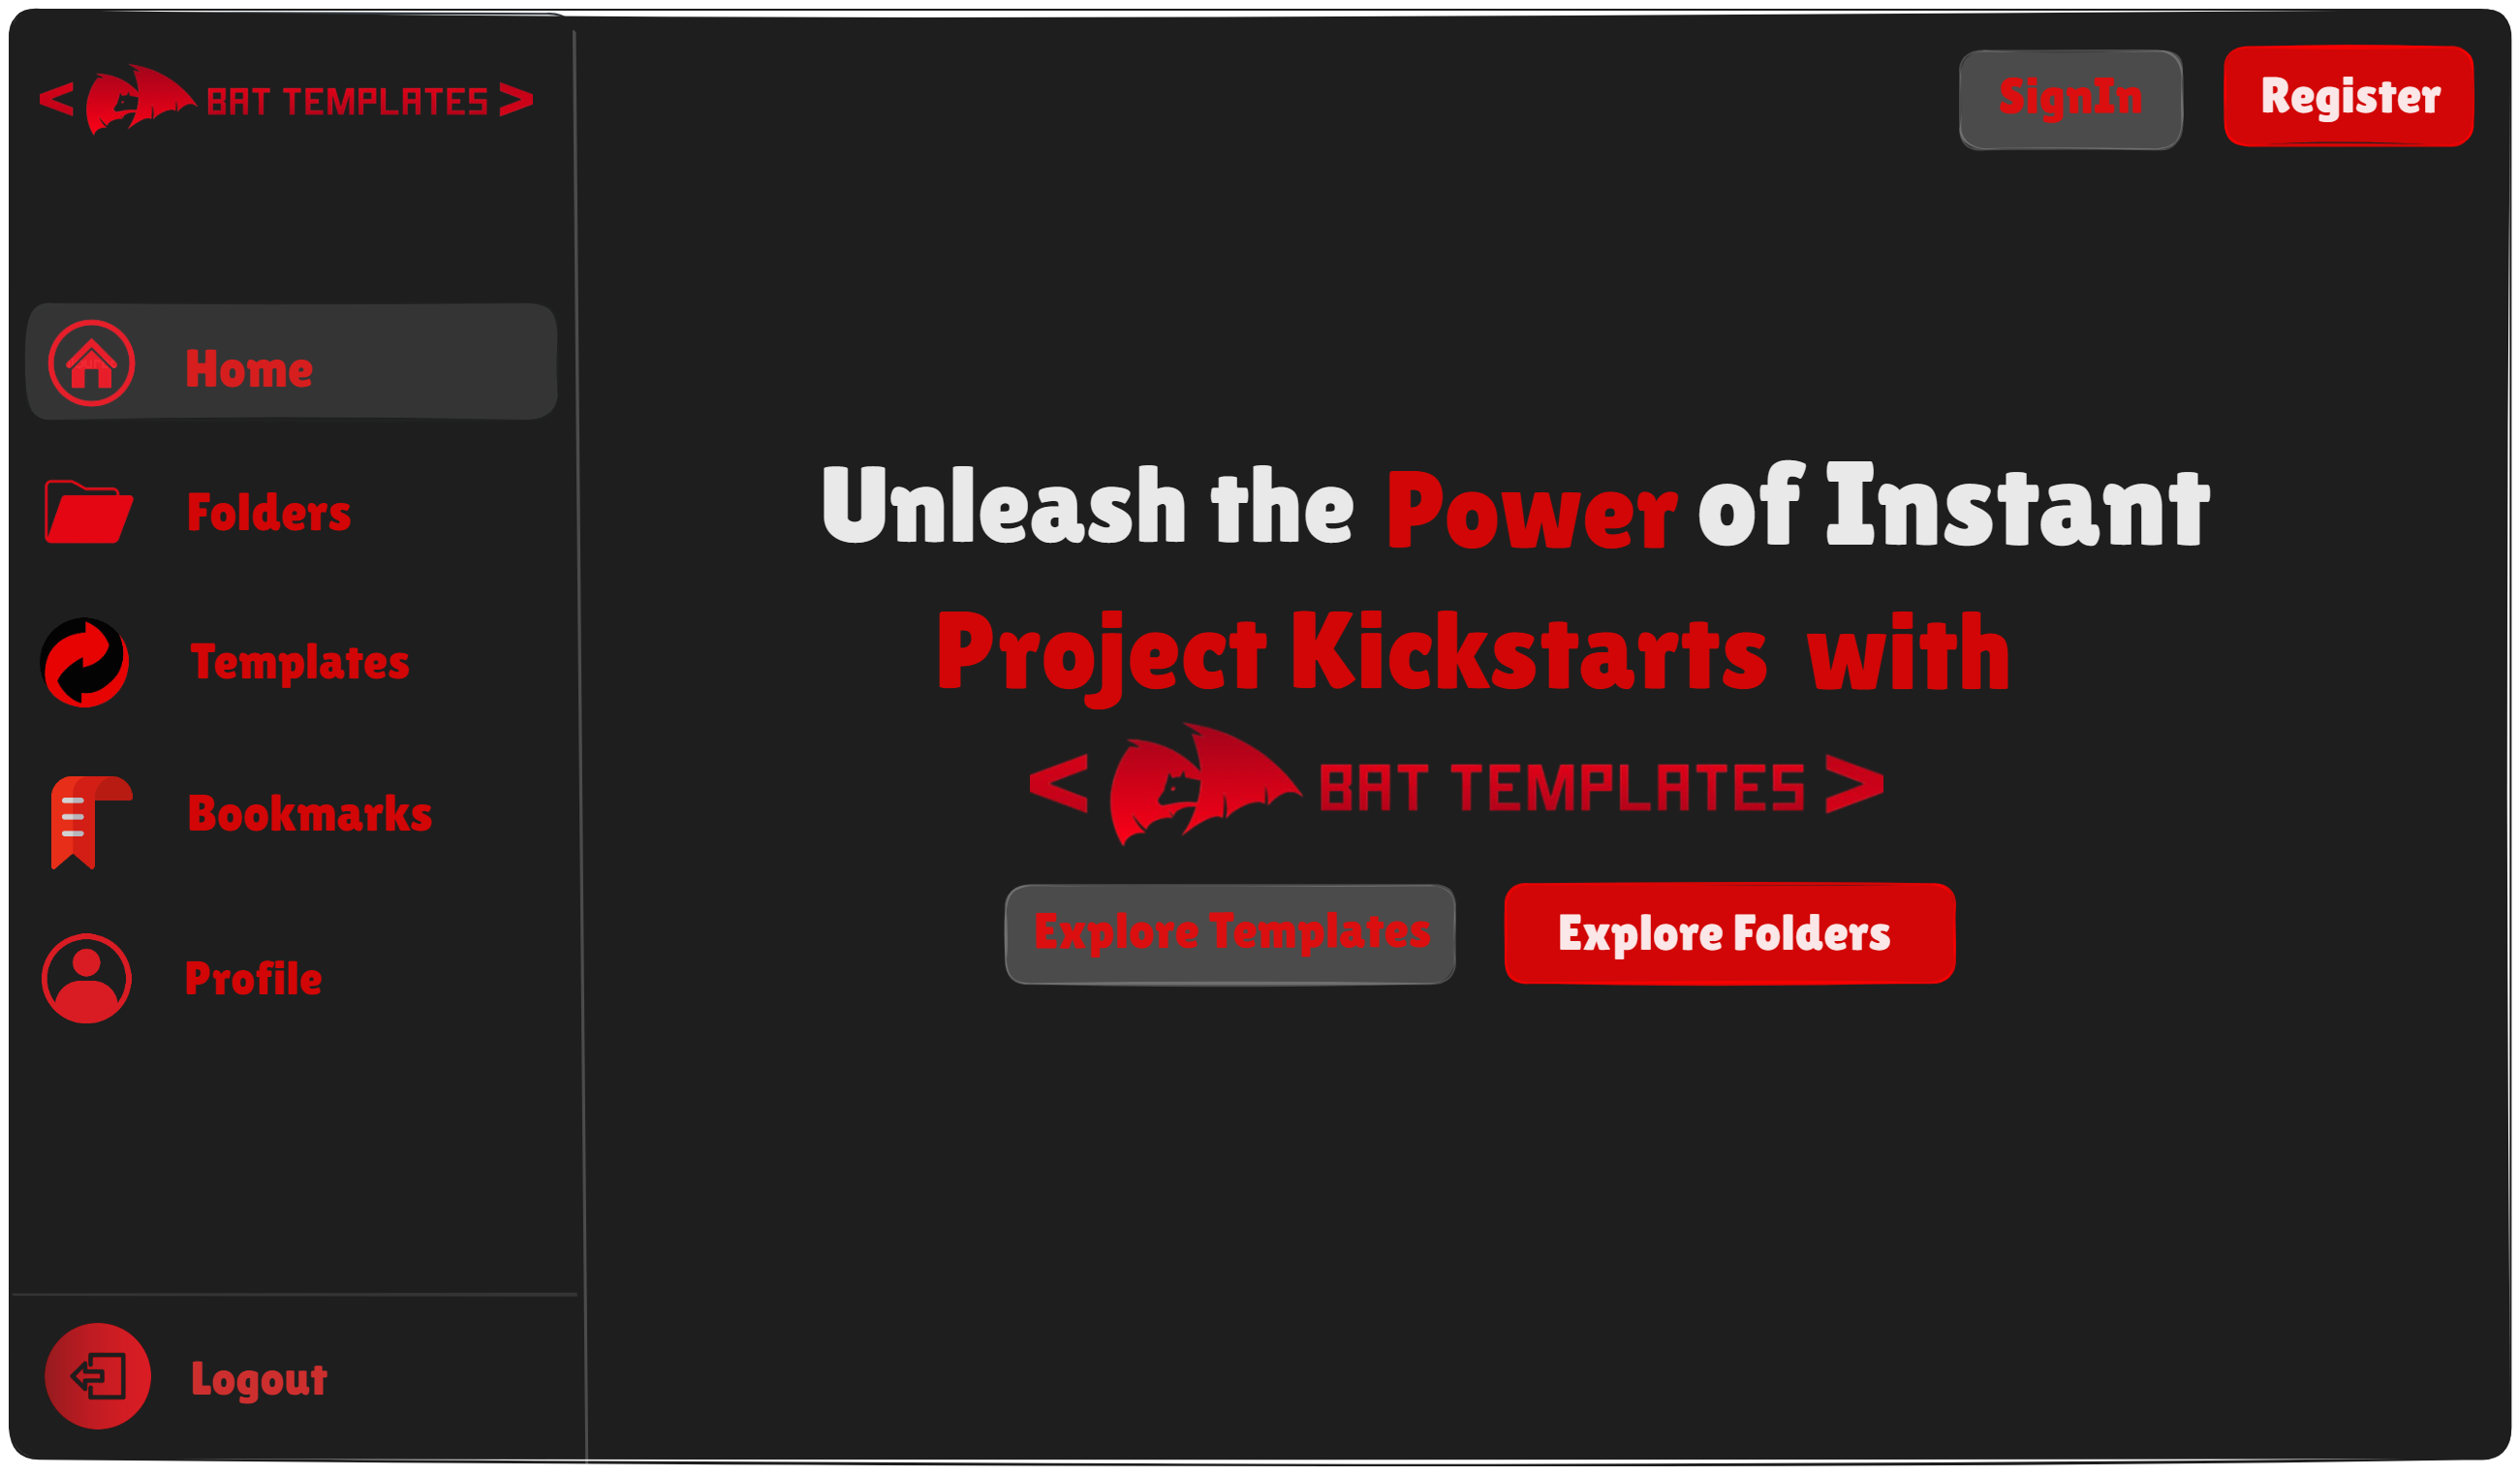 < BAT TEMPLATES >
SignIn
Register
Home
Folders
Templates
Bookmarks
Profile
Logout
Unleash the Power of Instant
Project Kickstarts with
< BAT TEMPLATES >
Explore Templates
Explore Folders